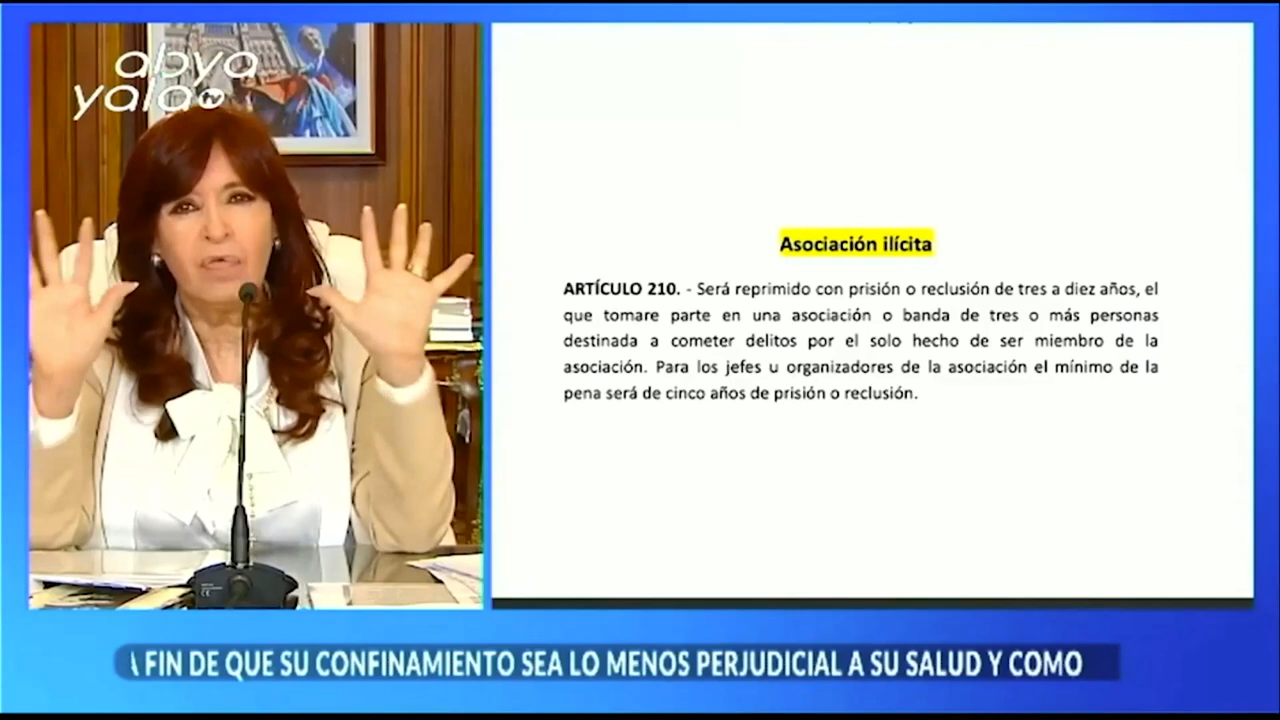 abya
yala tv
Asociación ilícita
ARTÍCULO 210. - Será reprimido con prisión o reclusión de tres a diez años, el
que tomare parte en una asociación o banda de tres o más personas
destinada a cometer delitos por el solo hecho de ser miembro de la
asociación. Para los jefes u organizadores de la asociación el mínimo de la
pena será de cinco años de prisión o reclusión.
A FIN DE QUE SU CONFINAMIENTO SEA LO MENOS PERJUDICIAL A SU SALUD Y COMO